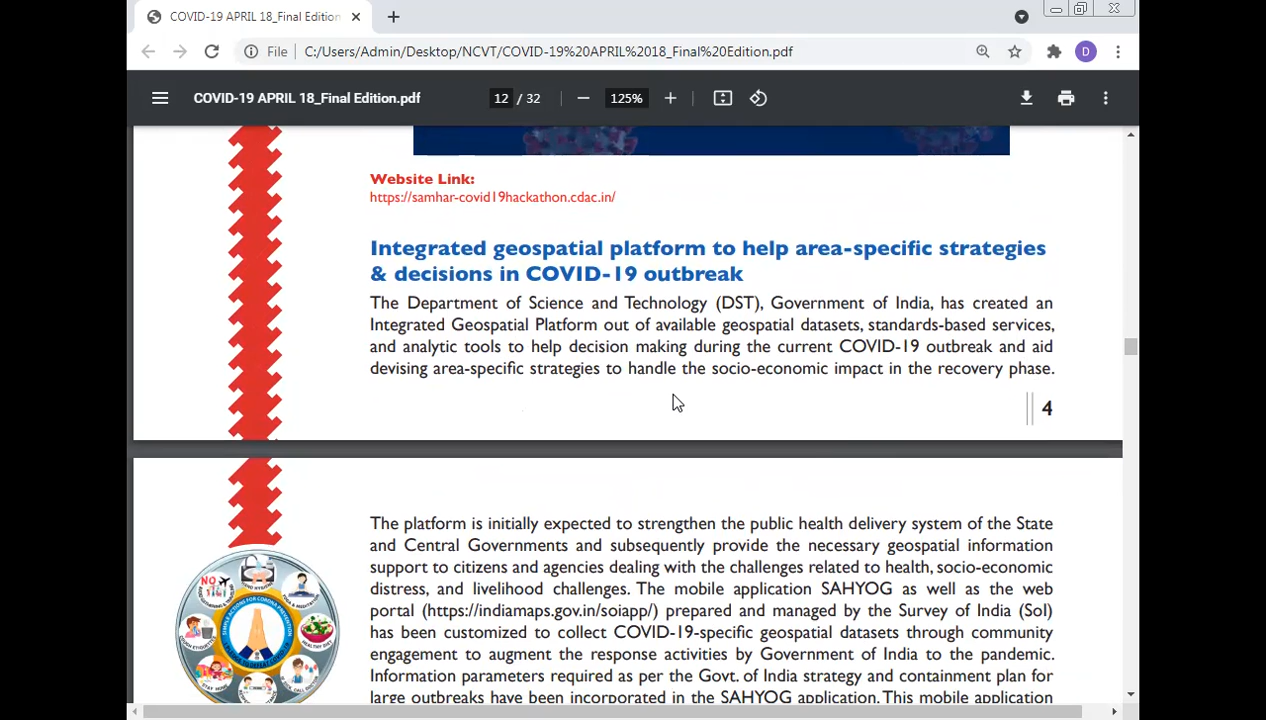 COVID-19 APRIL 18_Final Edition
D
File C:/Users/Admin/Desktop/NCVT/COVID-19%20APRIL%2018_Final%20Edition.pdf
COVID-19 APRIL 18_Final Edition.pdf 12 / 32 125%
Website Link:
https://samhar-covid19hackathon.cdac.in/
Integrated geospatial platform to help area-specific strategies
& decisions in COVID-19 outbreak
The Department of Science and Technology (DST), Government of India, has created an
Integrated Geospatial Platform out of available geospatial datasets, standards-based services,
and analytic tools to help decision making during the current COVID-19 outbreak and aid
devising area-specific strategies to handle the socio-economic impact in the recovery phase.
4
The platform is initially expected to strengthen the public health delivery system of the State
and Central Governments and subsequently provide the necessary geospatial information
support to citizens and agencies dealing with the challenges related to health, socio-economic
distress, and livelihood challenges. The mobile application SAHYOG as well as the web
portal (https://indiamaps.gov.in/soiapp/) prepared and managed by the Survey of India (SoI)
has been customized to collect COVID-19-specific geospatial datasets through community
engagement to augment the response activities by Government of India to the pandemic.
Information parameters required as per the Govt. of India strategy and containment plan for
large outbreaks have been incorporated in the SAHYOG application. This mobile application
NO
HEALTHY DIET
STAY HOME